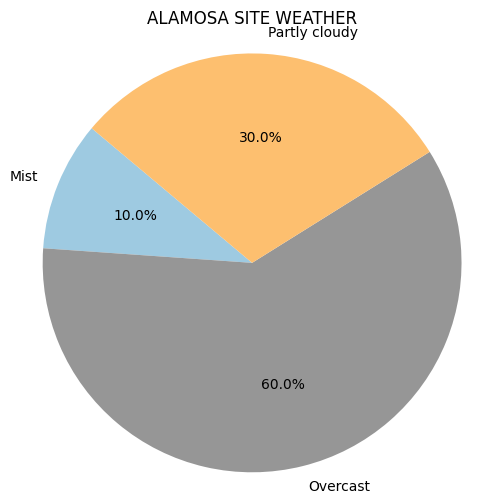 ALAMOSA SITE WEATHER
Partly cloudy
30.0%
Mist
10.0%
60.0%
Overcast